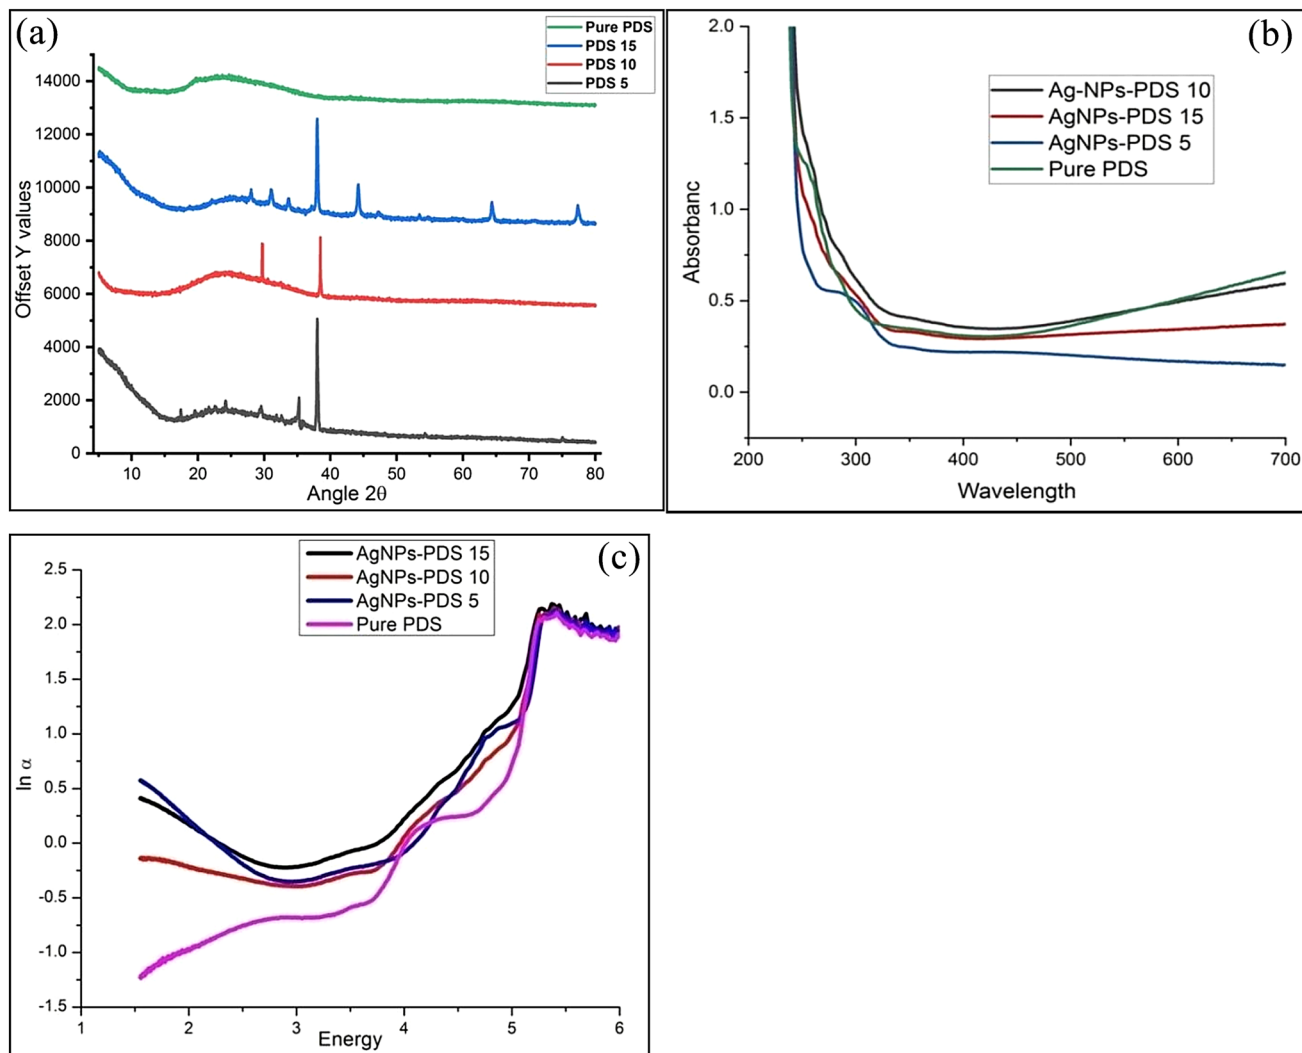 (a)
Pure PDS
PDS 15
PDS 10
PDS 5
14000
12000
10000
8000
6000
4000
2000
0
Offset Y values
10 20 30 40 50 60 70 80
Angle 2θ
(b)
Ag-NPs-PDS 10
AgNPs-PDS 15
AgNPs-PDS 5
Pure PDS
2.0
1.5
1.0
0.5
0.0
Absorbanc
200 300 400 500 600 700
Wavelength
(c)
AgNPs-PDS 15
AgNPs-PDS 10
AgNPs-PDS 5
Pure PDS
2.5
2.0
1.5
1.0
0.5
0.0
-0.5
-1.0
-1.5
ln α
1 2 3 4 5 6
Energy